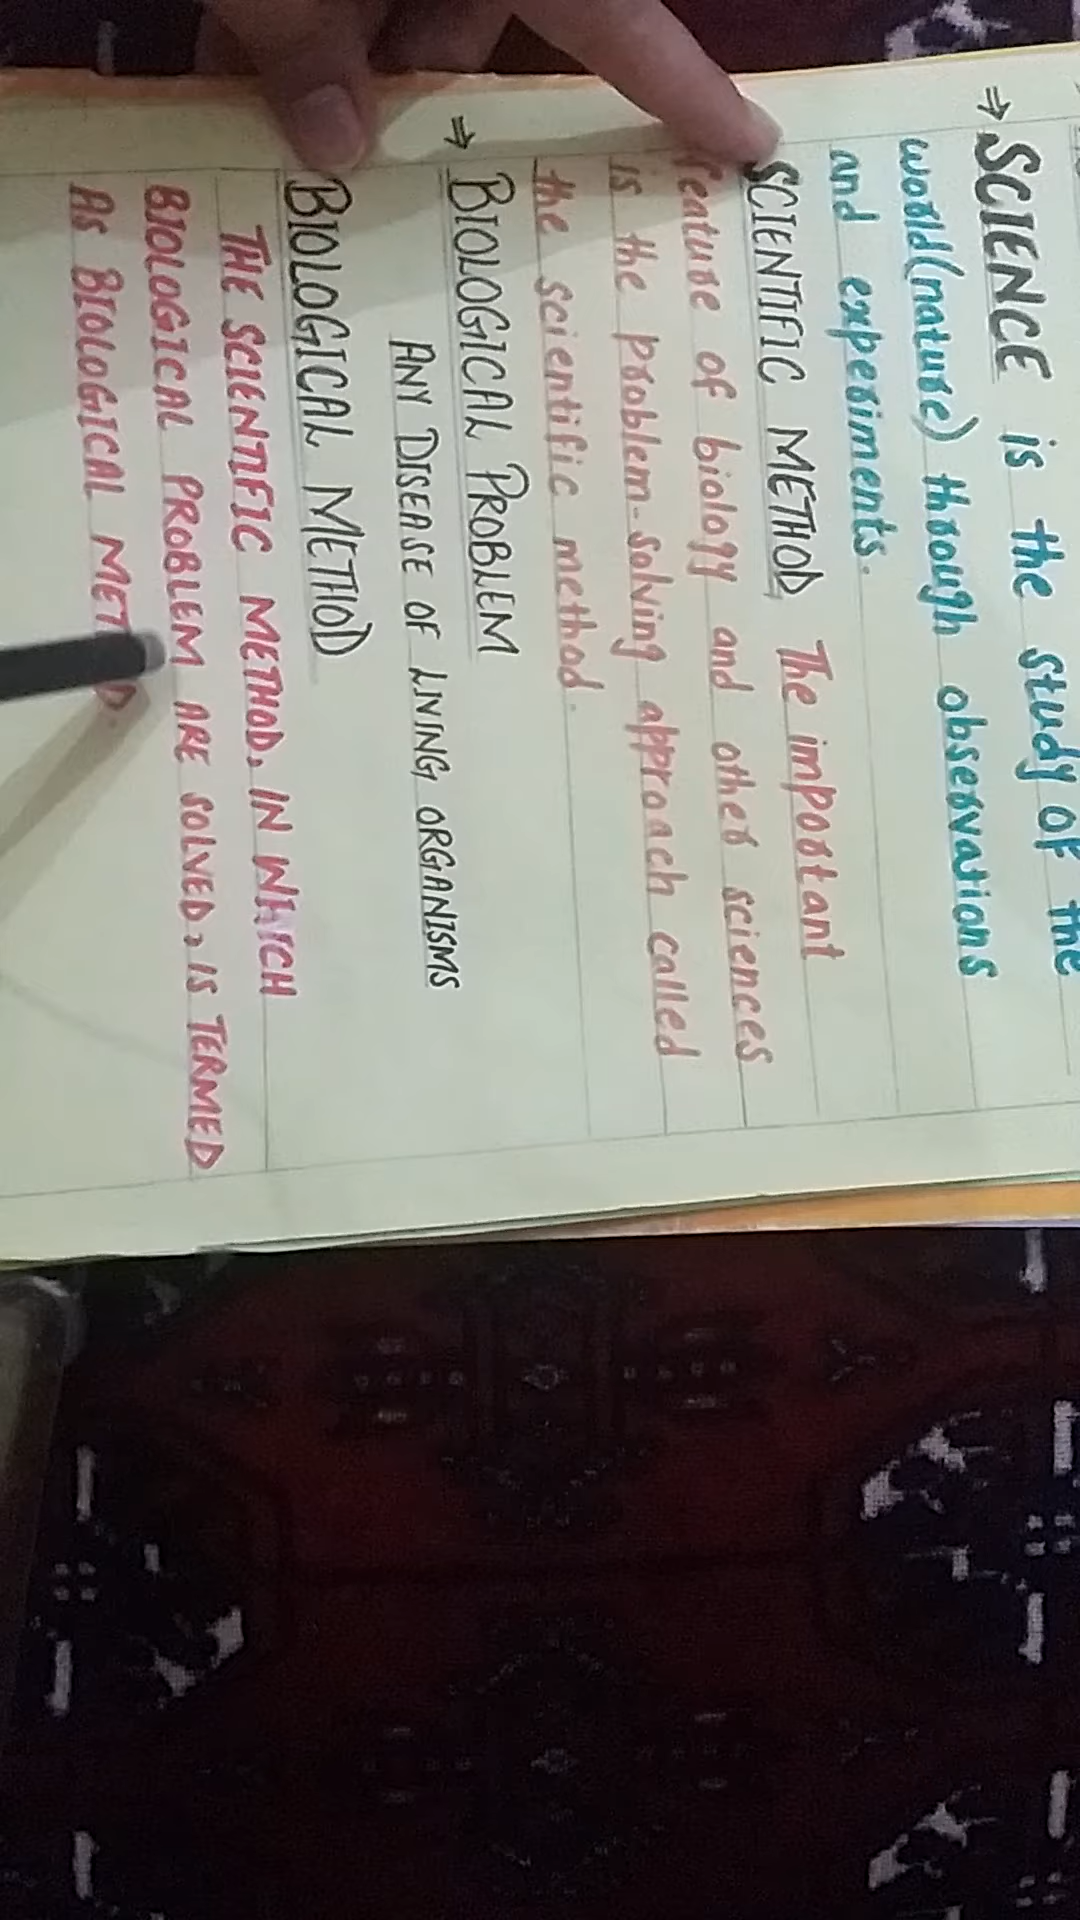 ⇒ SCIENCE is the study of the
world(nature) through observations
and experiments.
SCIENTIFIC METHOD The important
feature of biology and other sciences
is the problem-solving approach called
the scientific method.
⇒ BIOLOGICAL PROBLEM
ANY DISEASE OF LIVING ORGANISMS
BIOLOGICAL METHOD
THE SCIENTIFIC METHOD, IN WHICH
BIOLOGICAL PROBLEM ARE SOLVED, IS TERMED
AS BIOLOGICAL METHOD.